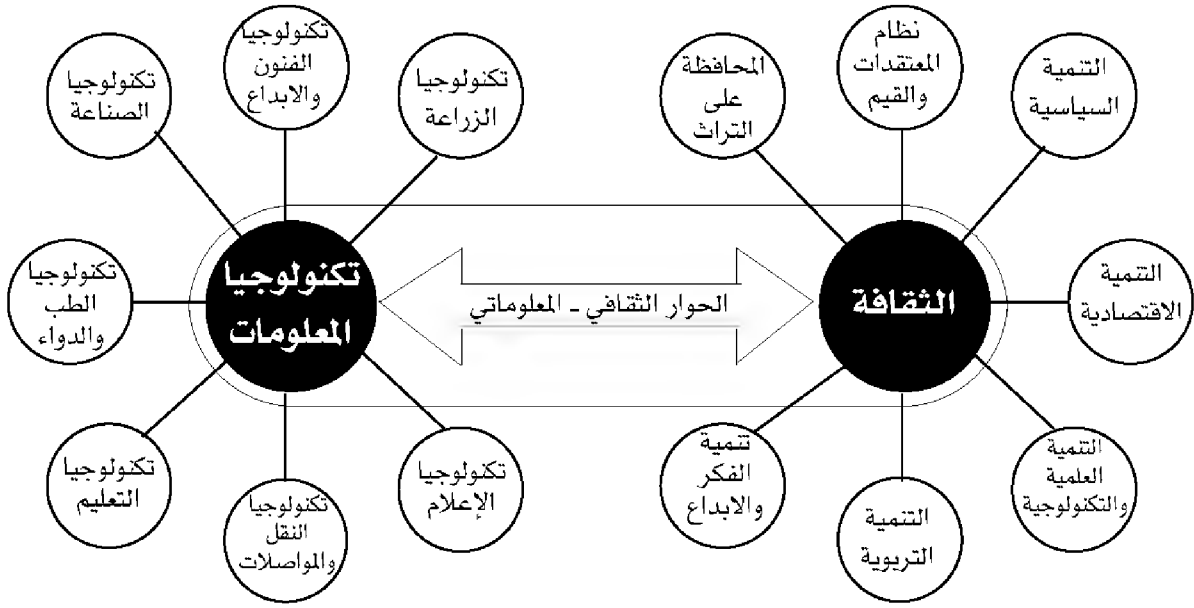 نظام
المعتقدات
والقيم
التنمية
السياسية
المحافظة
على
التراث
التنمية
الاقتصادية
الثقافة
تنمية
الفكر
والابداع
التنمية
العلمية
والتكنولوجية
التنمية
التربوية
الحوار الثقافي - المعلوماتي
تكنولوجيا
الفنون
والابداع
تكنولوجيا
الزراعة
تكنولوجيا
الصناعة
تكنولوجيا
المعلومات
تكنولوجيا
الطب
والدواء
تكنولوجيا
الإعلام
تكنولوجيا
التعليم
تكنولوجيا
النقل
والمواصلات